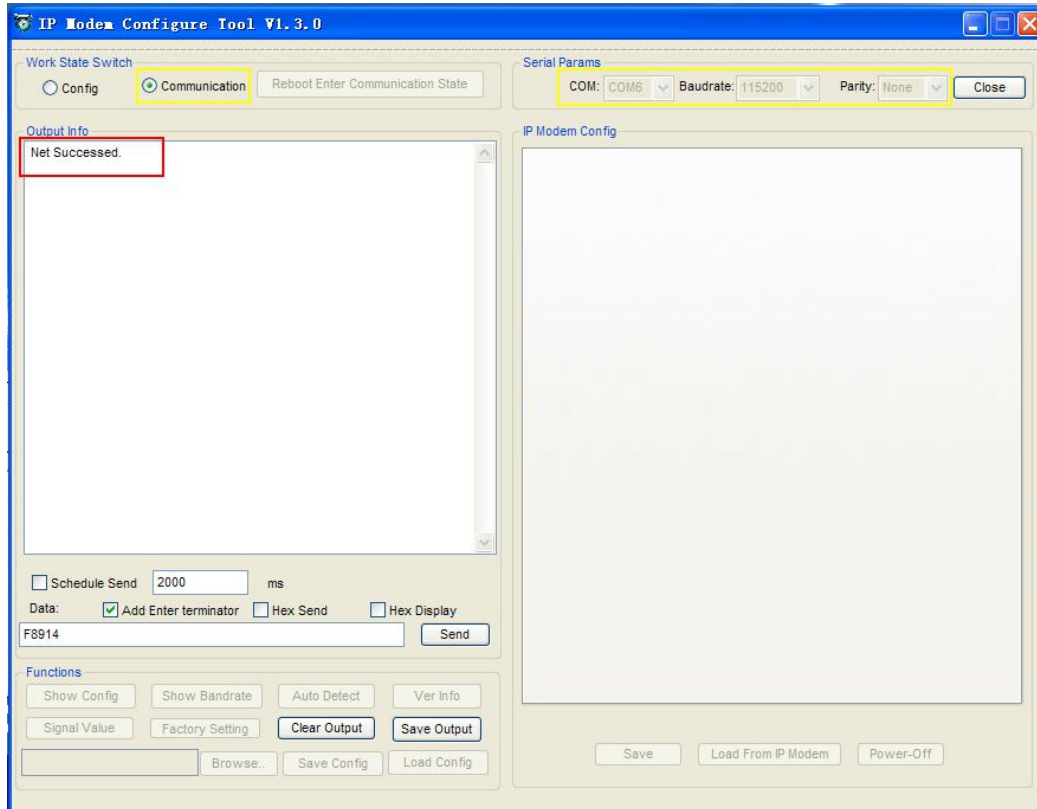 IP Modem Configure Tool V1.3.0
Work State Switch
Config
Communication
Reboot Enter Communication State
Serial Params
COM: COM6
Baudrate: 115200
Parity: None
Close
Output Info
Net Successed.
IP Modem Config
Schedule Send 2000 ms
Data: Add Enter terminator Hex Send Hex Display
F8914 Send
Functions
Show Config Show Bandrate Auto Detect Ver Info
Signal Value Factory Setting Clear Output Save Output
Browse.. Save Config Load Config
Save Load From IP Modem Power-Off